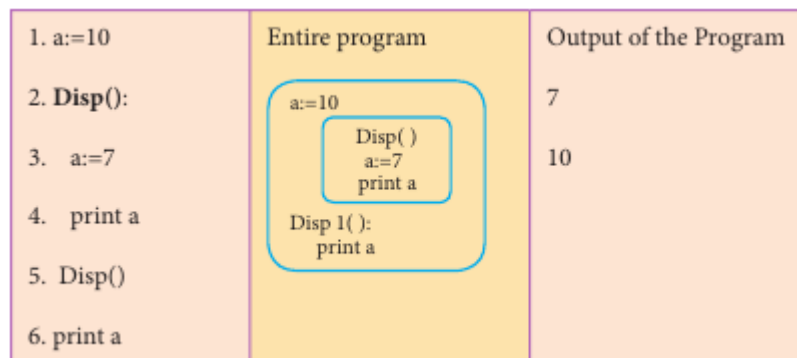 1. a:=10
2. Disp():
3. a:=7
4. print a
5. Disp()
6. print a
Entire program
a:=10
Disp( )
a:=7
print a
Disp 1( ):
print a
Output of the Program
7
10